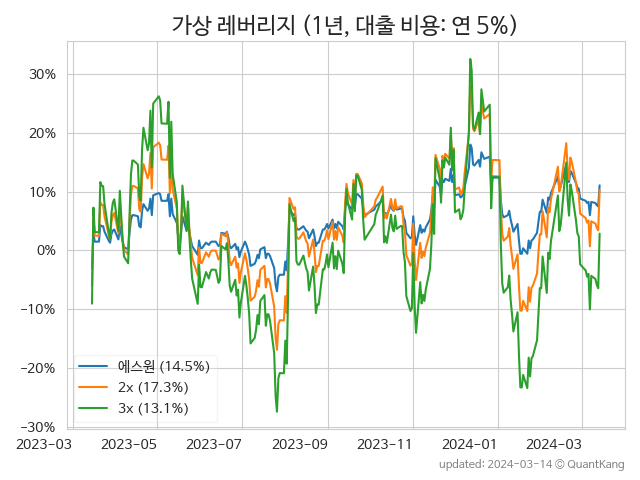 가상 레버리지 (1년, 대출 비용: 연 5%)
30%
20%
10%
0%
−10%
−20%
−30%
에스원 (14.5%)
2x (17.3%)
3x (13.1%)
2023-03 2023-05 2023-07 2023-09 2023-11 2024-01 2024-03
updated: 2024-03-14 © QuantKang